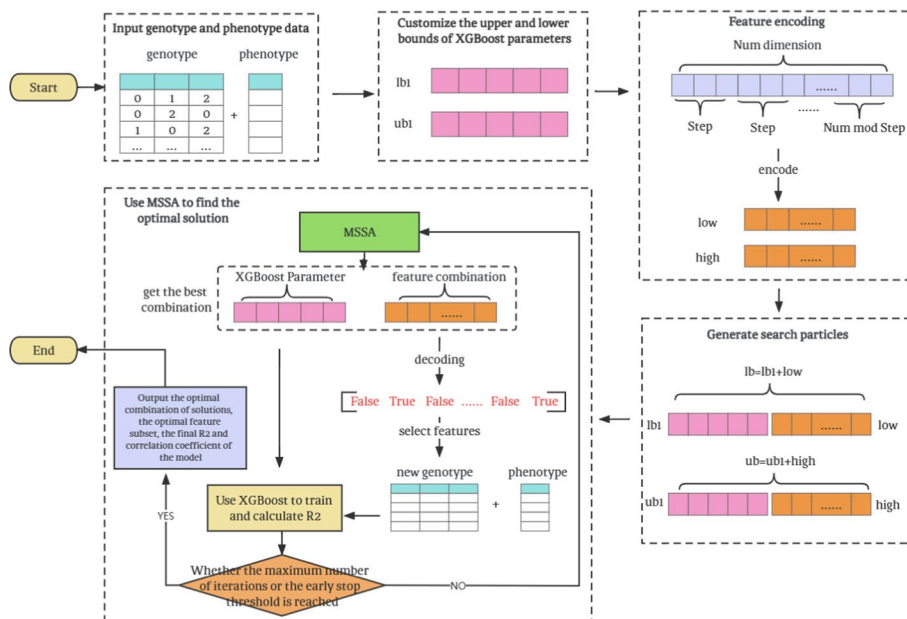 Start
Input genotype and phenotype data
genotype
phenotype
0 1 2
0 2 0
1 0 2
... ... ...
+
Customize the upper and lower
bounds of XGBoost parameters
lb1
ub1
Feature encoding
Num dimension
......
Step
Step
......
Num mod Step
encode
low
......
high
......
Generate search particles
lb=lb1+low
lb1
......
low
ub=ub1+high
ub1
......
high
Use MSSA to find the
optimal solution
MSSA
get the best
combination
XGBoost Parameter
feature combination
......
decoding
False True False ...... False True
select features
new genotype
phenotype
+
Use XGBoost to train
and calculate R2
Whether the maximum number
of iterations or the early stop
threshold is reached
NO
YES
Output the optimal
combination of solutions,
the optimal feature
subset, the final R2 and
correlation coefficient of
the model
End